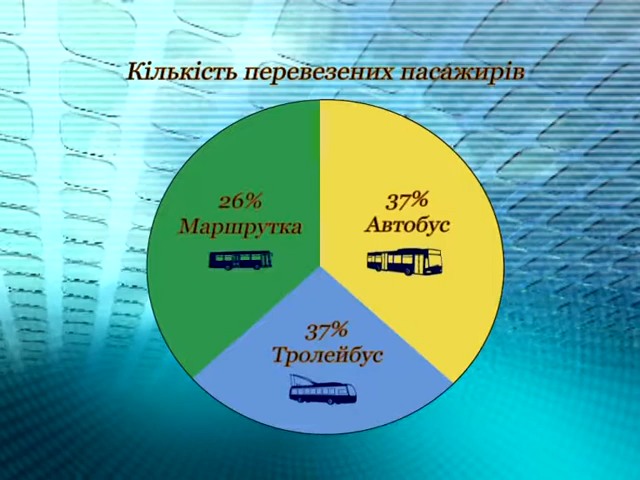 Кількість перевезених пасажирів
26%
Маршрутка
37%
Автобус
37%
Тролейбус